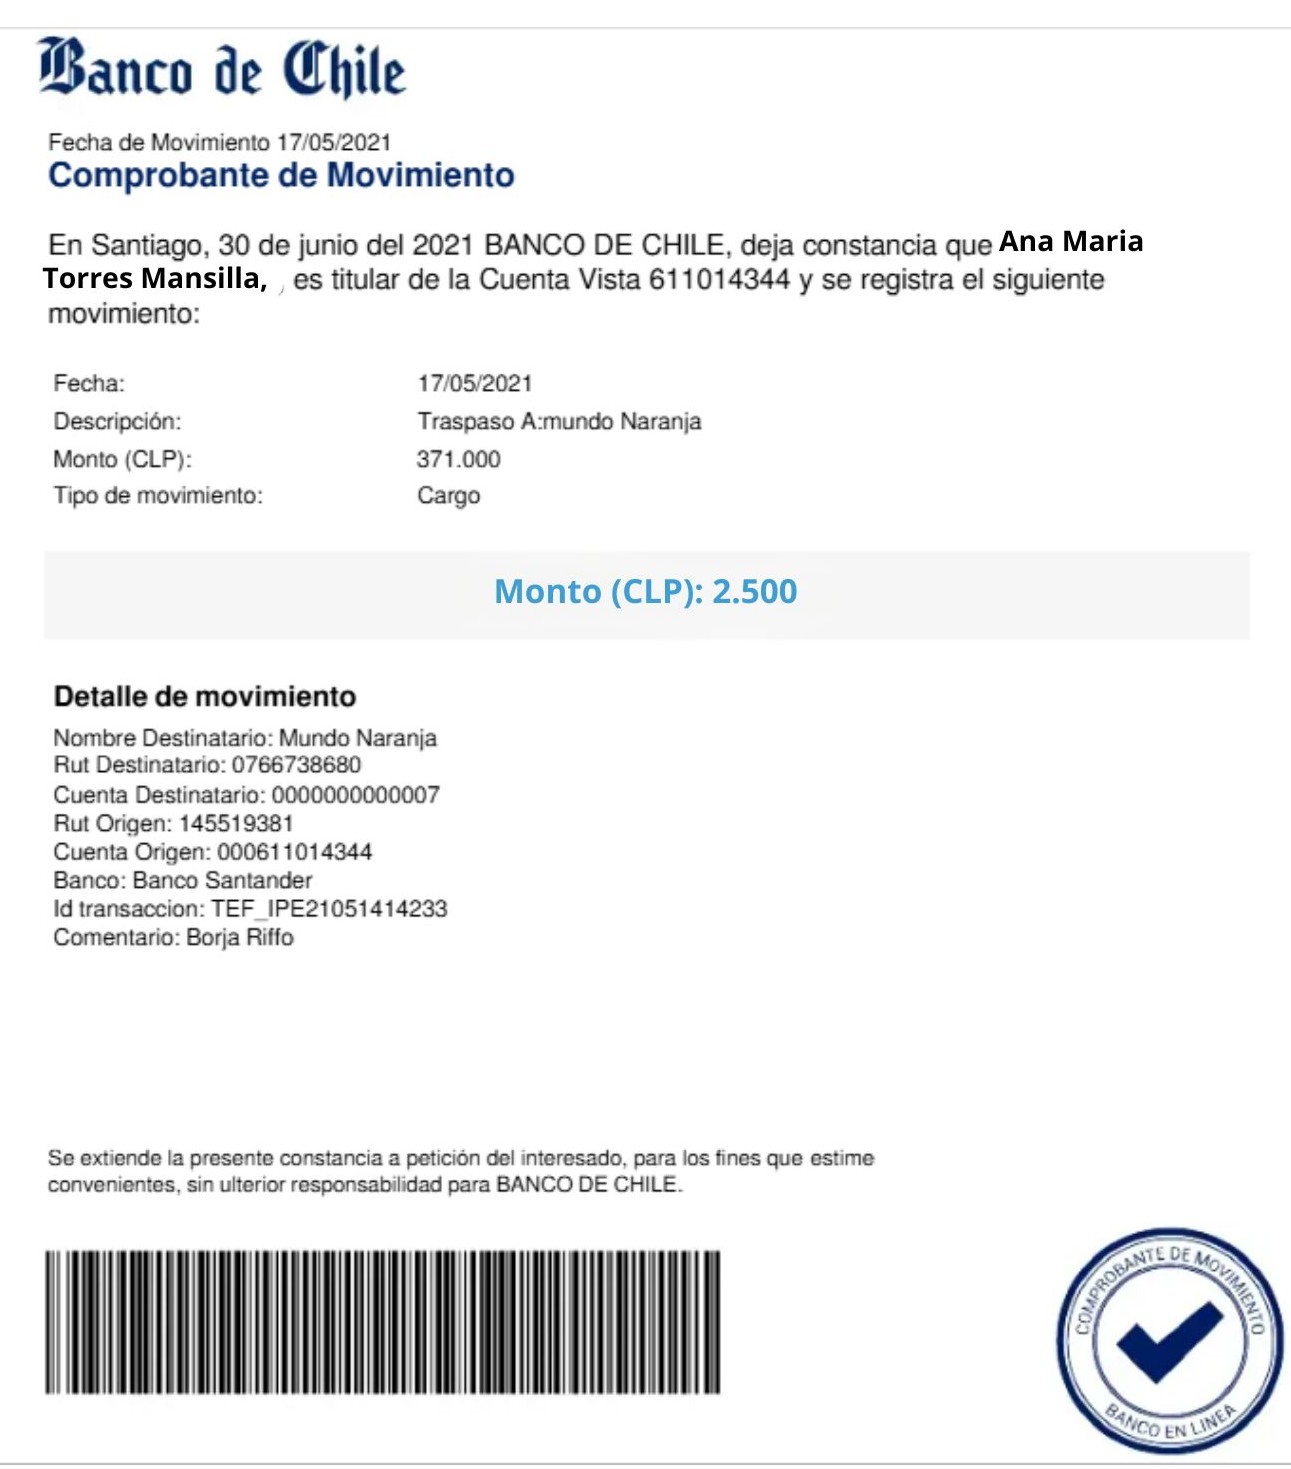 Banco de Chile
Fecha de Movimiento 17/05/2021
Comprobante de Movimiento
En Santiago, 30 de junio del 2021 BANCO DE CHILE, deja constancia que Ana Maria
Torres Mansilla, , es titular de la Cuenta Vista 611014344 y se registra el siguiente
movimiento:
Fecha: 17/05/2021
Descripción: Traspaso A:mundo Naranja
Monto (CLP): 371.000
Tipo de movimiento: Cargo
Monto (CLP): 2.500
Detalle de movimiento
Nombre Destinatario: Mundo Naranja
Rut Destinatario: 0766738680
Cuenta Destinatario: 0000000000007
Rut Origen: 145519381
Cuenta Origen: 000611014344
Banco: Banco Santander
Id transaccion: TEF_IPE21051414233
Comentario: Borja Riffo
Se extiende la presente constancia a petición del interesado, para los fines que estime
convenientes, sin ulterior responsabilidad para BANCO DE CHILE.
COMPROBANTE DE MOVIMIENTO
BANCO EN LINEA